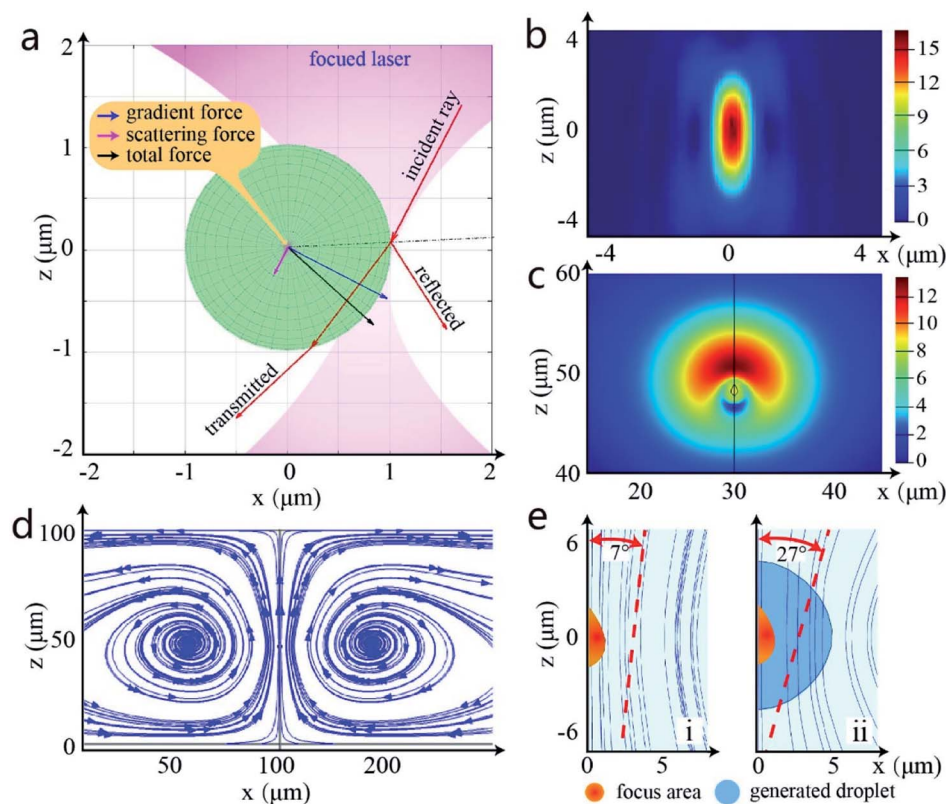 a
2
1
0
-1
-2
z (μm)
-2
-1
0
1
2
x (μm)
focued laser
gradient force
scattering force
total force
incident ray
reflected
transmitted
b
4
0
-4
z (μm)
-4
0
4
x (μm)
15
12
9
6
3
0
c
60
50
40
z (μm)
20
30
40
x (μm)
12
10
8
6
4
2
0
d
100
50
0
z (μm)
50
100
200
x (μm)
e
6
0
-6
z (μm)
7°
i
27°
ii
0
5
0
5
x (μm)
focus area
generated droplet